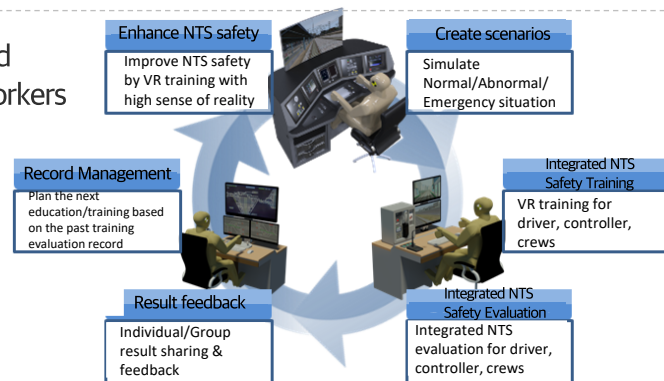 d
orkers
Enhance NTS safety
Improve NTS safety
by VR training with
high sense of reality
Create scenarios
Simulate
Normal/Abnormal/
Emergency situation
Record Management
Plan the next
education/training based
on the past training
evaluation record
Integrated NTS
Safety Training
VR training for
driver, controller,
crews
Result feedback
Individual/Group
result sharing &
feedback
Integrated NTS
Safety Evaluation
Integrated NTS
evaluation for driver,
controller, crews